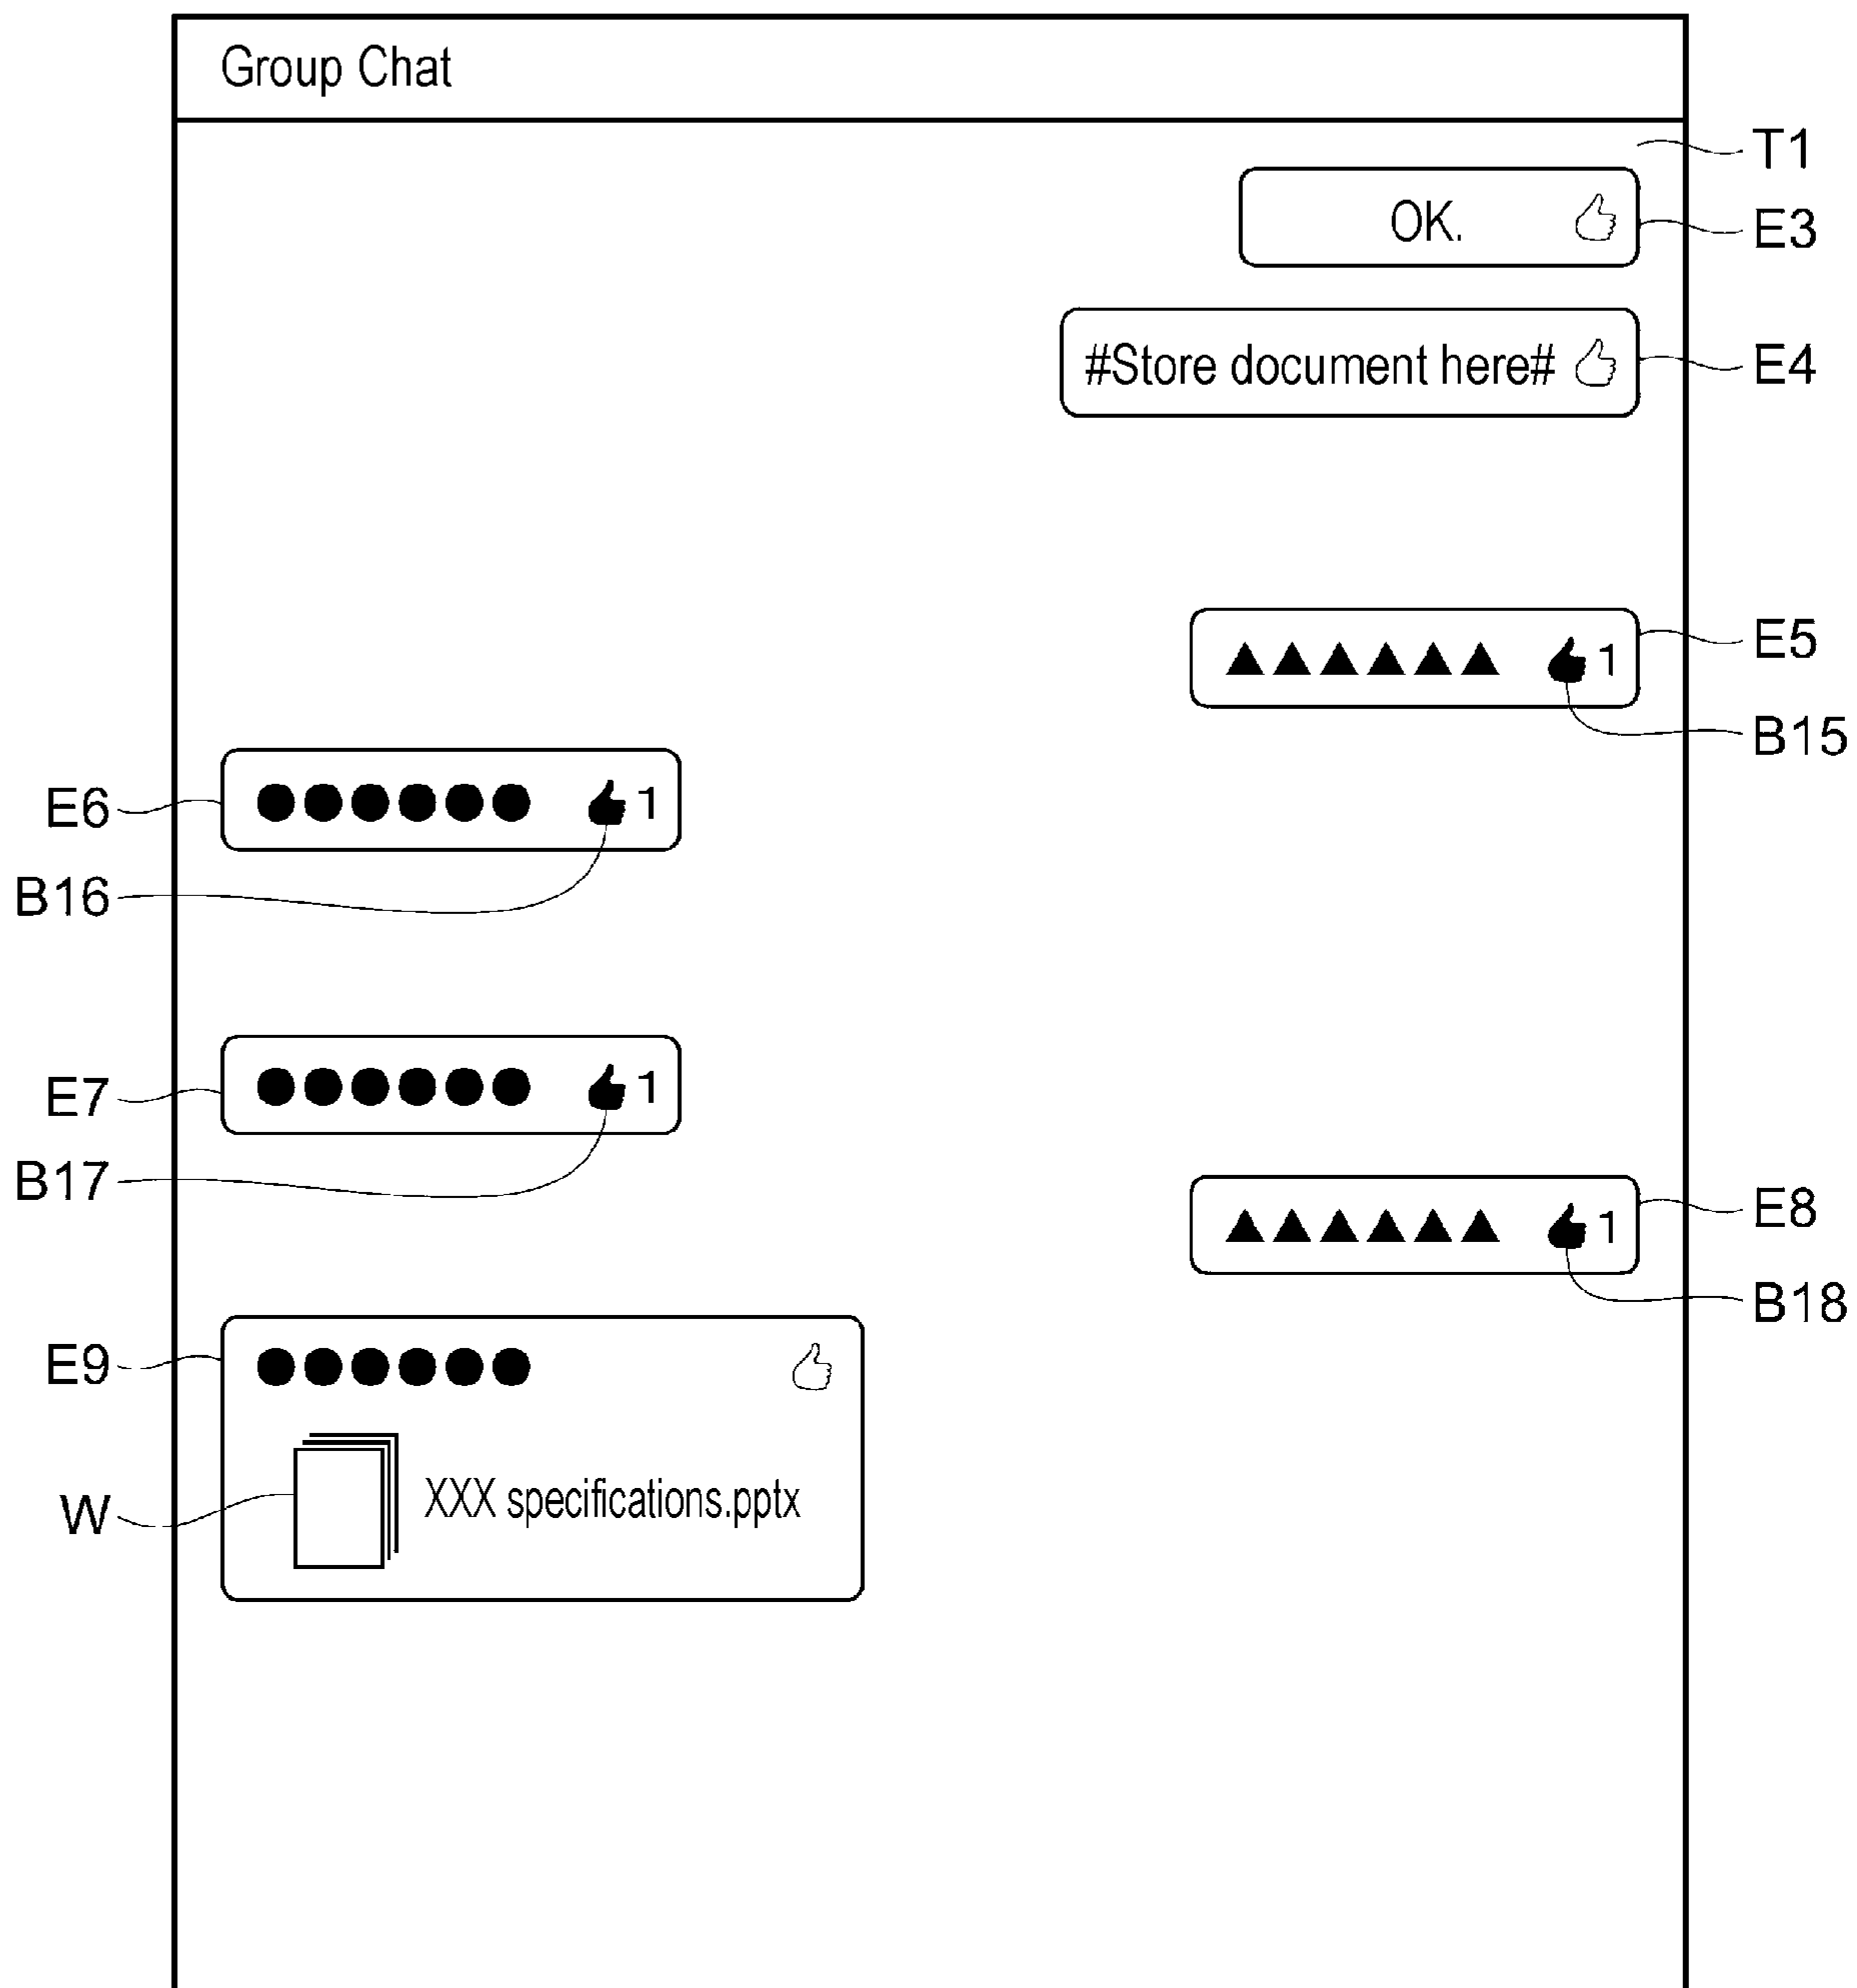 Group Chat
T1
OK.
E3
#Store document here#
E4
▲▲▲▲▲▲ 1
E5
B15
E6
●●●●●● 1
B16
E7
●●●●●● 1
B17
▲▲▲▲▲▲ 1
E8
B18
E9
●●●●●●
W
XXX specifications.pptx